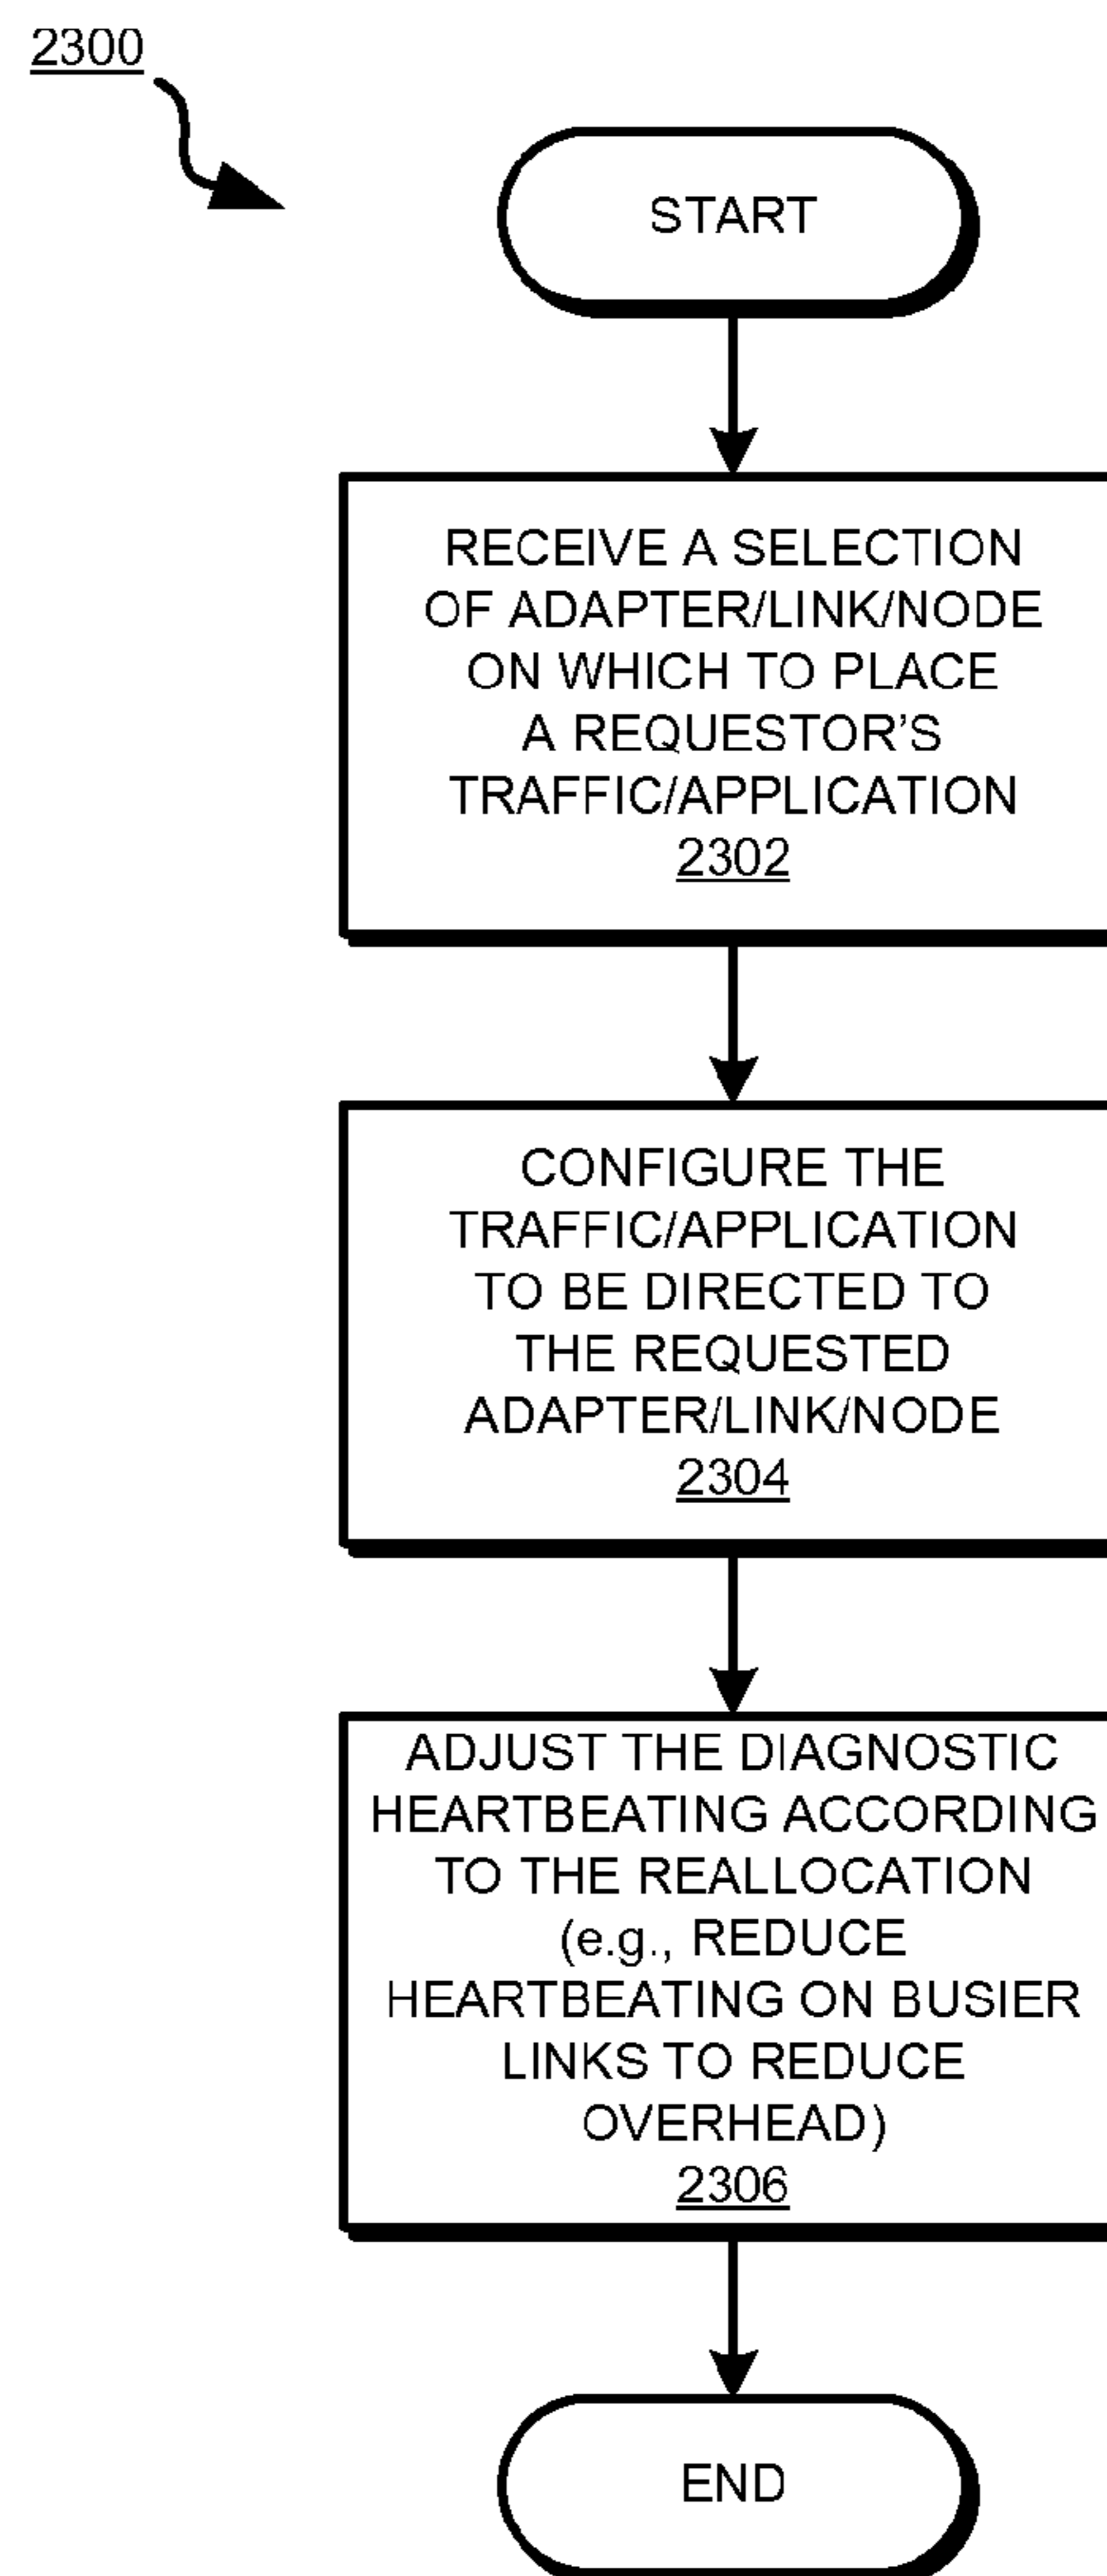 2300
START
RECEIVE A SELECTION
OF ADAPTER/LINK/NODE
ON WHICH TO PLACE
A REQUESTOR’S
TRAFFIC/APPLICATION
2302
CONFIGURE THE
TRAFFIC/APPLICATION
TO BE DIRECTED TO
THE REQUESTED
ADAPTER/LINK/NODE
2304
ADJUST THE DIAGNOSTIC
HEARTBEATING ACCORDING
TO THE REALLOCATION
(e.g., REDUCE
HEARTBEATING ON BUSIER
LINKS TO REDUCE
OVERHEAD)
2306
END